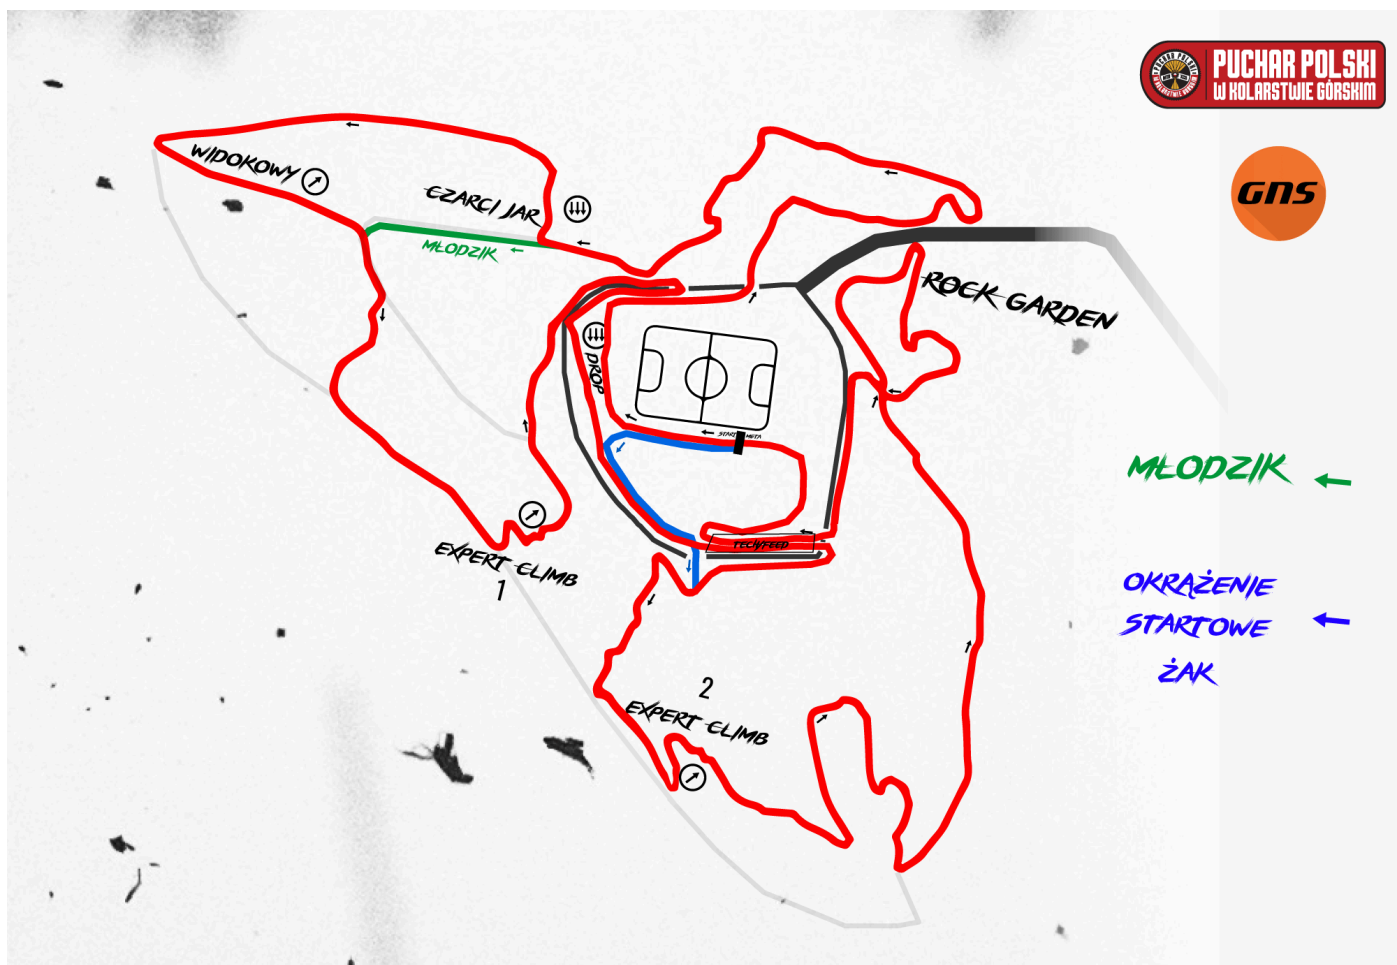 PUCHAR POLSKI
W KOLARSTWIE GÓRSKIM
GNS
WIDOKOWY
CZARCI JAR
MŁODZIK
ROCK GARDEN
DROP
START META
TECH/FEED
EXPERT CLIMB
1
2
EXPERT CLIMB
MŁODZIK
OKRĄŻENIE
STARTOWE
ŻAK